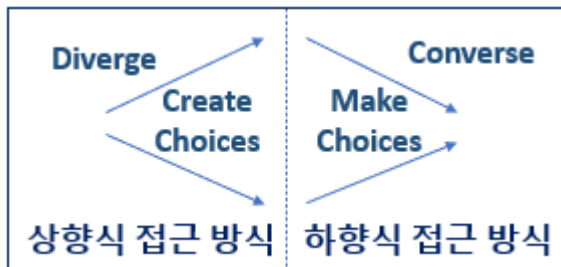 Diverge
Create
Choices
상향식 접근 방식
Converse
Make
Choices
하향식 접근 방식